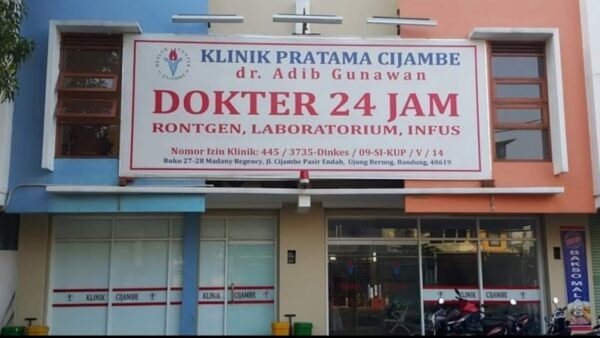 KLINIK PRATAMA CIJAMBE
dr. Adib Gunawan
DOKTER 24 JAM
RONTGEN, LABORATORIUM, INFUS
Nomor Izin Klinik: 445 / 3735-Dinkes / 09-SI-KUP / V / 14
Ruko 27-28 Madany Regency, Jl. Cijambe Pasir Endah, Ujung Berung, Bandung, 40619
CIJAMBE
KLINIK CIJAMBE
KLINIK CIJAMBE
KLINIK
CIJAMBE
BAKSO MALANG